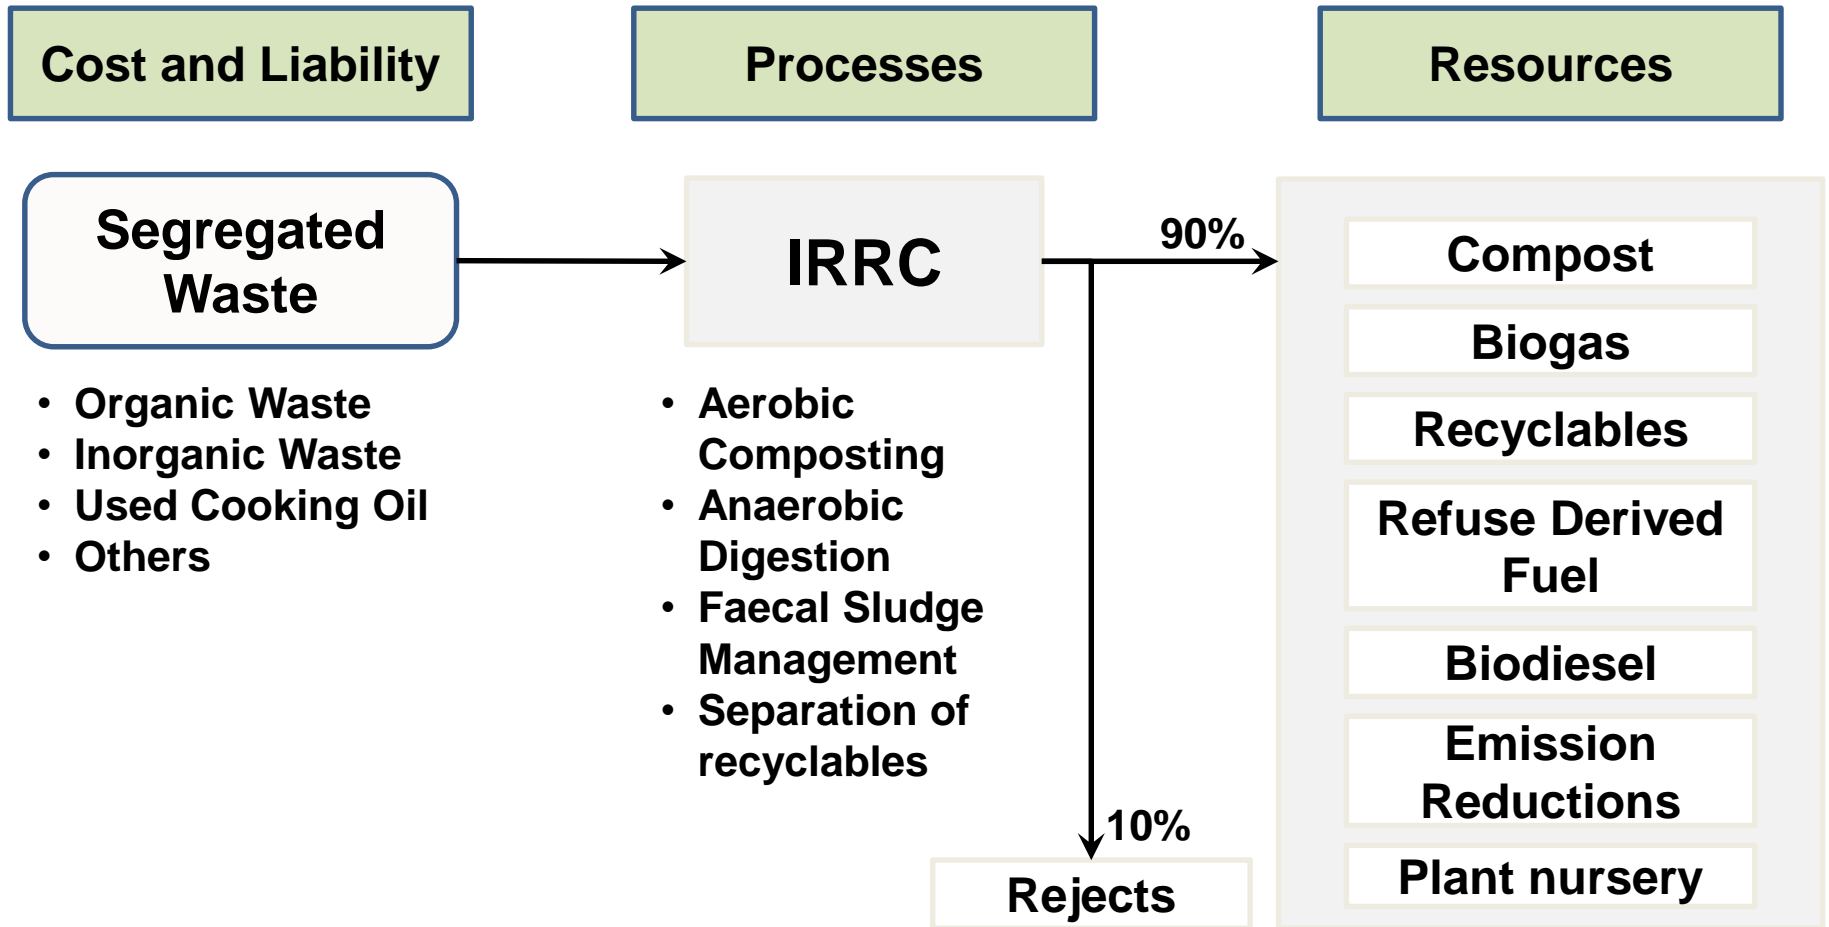 Cost and Liability
Processes
Resources
Segregated
Waste
• Organic Waste
• Inorganic Waste
• Used Cooking Oil
• Others
IRRC
• Aerobic
Composting
• Anaerobic
Digestion
• Faecal Sludge
Management
• Separation of
recyclables
90%
10%
Rejects
Compost
Biogas
Recyclables
Refuse Derived
Fuel
Biodiesel
Emission
Reductions
Plant nursery